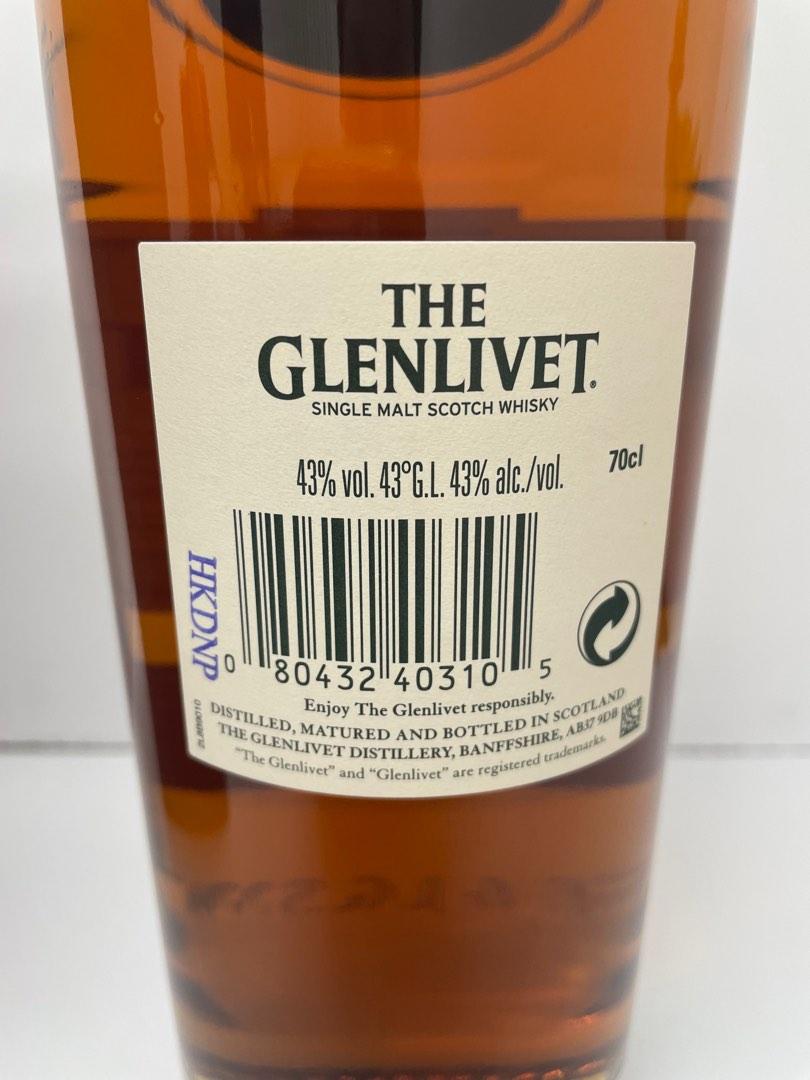 THE
GLENLIVET®
SINGLE MALT SCOTCH WHISKY
43% vol. 43°G.L. 43% alc./vol.
70cl
HKDNP
0 80432 40310 5
Enjoy The Glenlivet responsibly.
DISTILLED, MATURED AND BOTTLED IN SCOTLAND
THE GLENLIVET DISTILLERY, BANFFSHIRE, AB37 9DB
"The Glenlivet" and "Glenlivet" are registered trademarks.